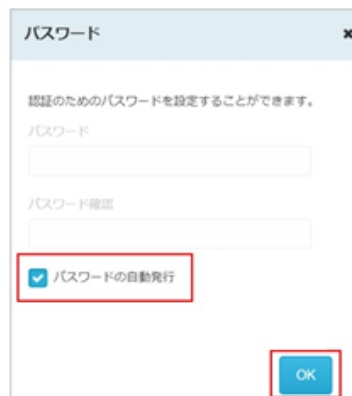 パスワード
認証のためのパスワードを設定することができます。
パスワード
パスワード確認
パスワードの自動発行
OK